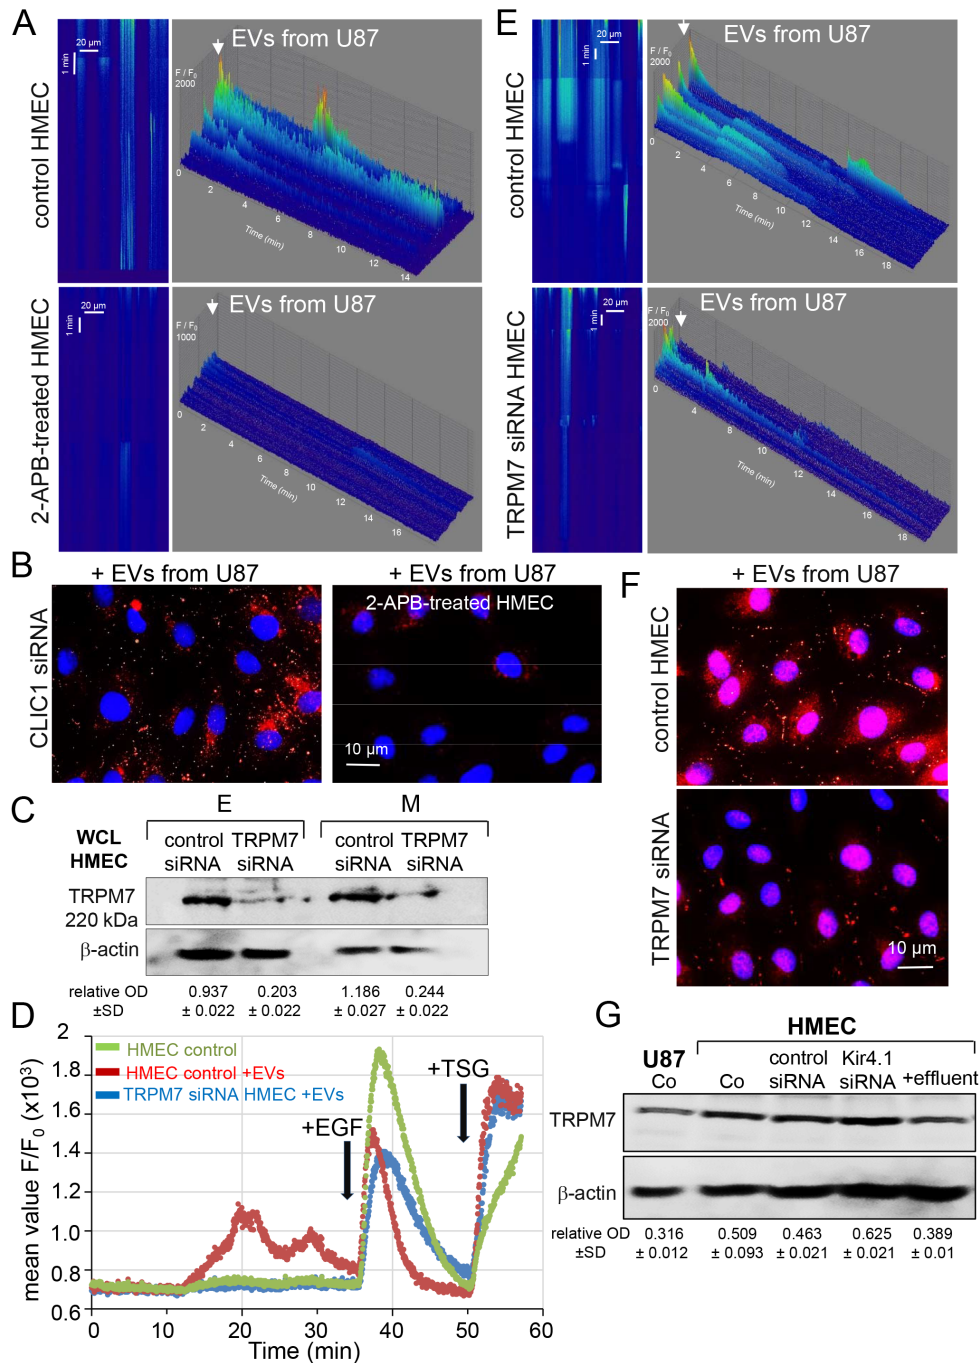 A
control HMEC
20 µm
1 min
EVs from U87
F / F0
2000
0
2
4
6
8
10
12
14
Time (min)
2-APB-treated HMEC
20 µm
1 min
EVs from U87
F / F0
1000
0
2
4
6
8
10
12
14
16
Time (min)
E
control HMEC
20 µm
1 min
EVs from U87
F / F0
2000
0
2
4
6
8
10
12
14
16
18
Time (min)
TRPM7 siRNA HMEC
20 µm
1 min
EVs from U87
F / F0
2000
0
4
8
10
12
14
16
18
Time (min)
B
+ EVs from U87
CLIC1 siRNA
+ EVs from U87
2-APB-treated HMEC
10 µm
F
+ EVs from U87
control HMEC
TRPM7 siRNA
10 µm
C
E M
WCL HMEC
control siRNA
TRPM7 siRNA
control siRNA
TRPM7 siRNA
TRPM7
220 kDa
β-actin
relative OD 0.937 0.203 1.186 0.244
±SD ± 0.022 ± 0.022 ± 0.027 ± 0.022
D
mean value F/F0 (x10³)
2
1.8
1.6
1.4
1.2
1.0
0.8
0.6
HMEC control
HMEC control +EVs
TRPM7 siRNA HMEC +EVs
+EGF
+TSG
0 10 20 30 40 50 60
Time (min)
G
HMEC
U87
Co
Co
control siRNA
Kir4.1 siRNA
+effluent
TRPM7
β-actin
relative OD 0.316 0.509 0.463 0.625 0.389
±SD ± 0.012 ± 0.093 ± 0.021 ± 0.021 ± 0.01